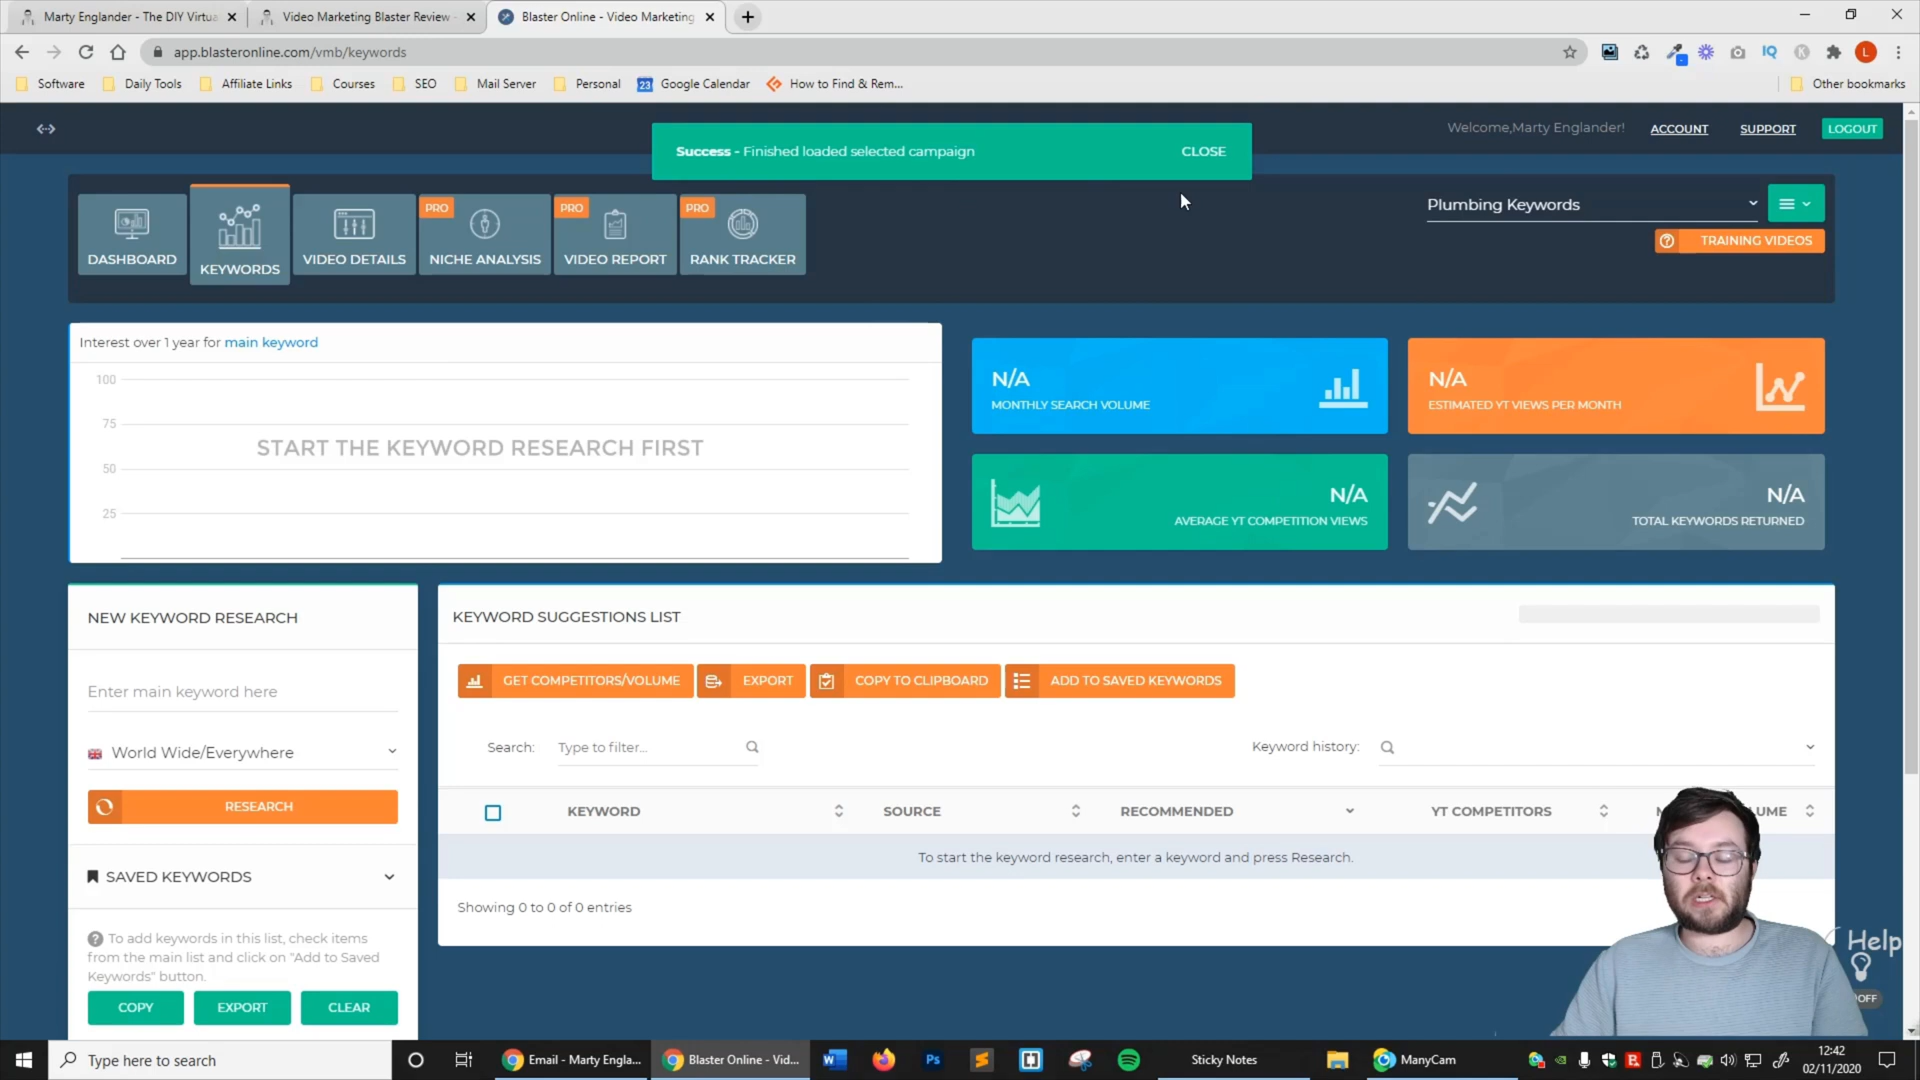 Marty Englander - The DIY Virtua
Video Marketing Blaster Review -
Blaster Online - Video Marketing
app.blasteronline.com/vmb/keywords
Software
Daily Tools
Affiliate Links
Courses
SEO
Mail Server
Personal
Google Calendar
How to Find & Rem...
Other bookmarks
Success - Finished loaded selected campaign
CLOSE
Welcome,Marty Englander!
ACCOUNT
SUPPORT
LOGOUT
DASHBOARD
KEYWORDS
VIDEO DETAILS
PRO
NICHE ANALYSIS
PRO
VIDEO REPORT
PRO
RANK TRACKER
Plumbing Keywords
TRAINING VIDEOS
Interest over 1 year for main keyword
100
75
50
25
START THE KEYWORD RESEARCH FIRST
N/A
MONTHLY SEARCH VOLUME
N/A
ESTIMATED YT VIEWS PER MONTH
N/A
AVERAGE YT COMPETITION VIEWS
N/A
TOTAL KEYWORDS RETURNED
NEW KEYWORD RESEARCH
Enter main keyword here
World Wide/Everywhere
RESEARCH
SAVED KEYWORDS
To add keywords in this list, check items
from the main list and click on "Add to Saved
Keywords" button.
COPY
EXPORT
CLEAR
KEYWORD SUGGESTIONS LIST
GET COMPETITORS/VOLUME
EXPORT
COPY TO CLIPBOARD
ADD TO SAVED KEYWORDS
Search:
Type to filter...
Keyword history:
KEYWORD
SOURCE
RECOMMENDED
YT COMPETITORS
To start the keyword research, enter a keyword and press Research.
Showing 0 to 0 of 0 entries
Help
OFF
Type here to search
Email - Marty Engla...
Blaster Online - Vid...
Sticky Notes
ManyCam
12:42
02/11/2020